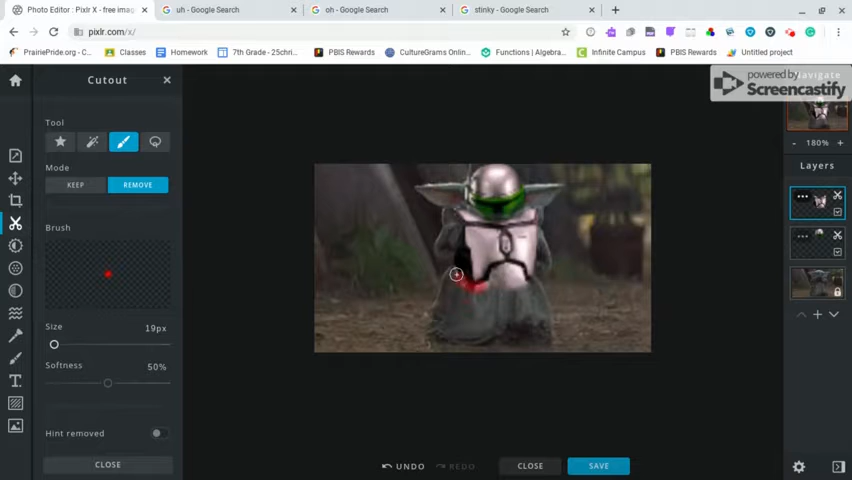 Photo Editor : Pixlr X - free imag
uh - Google Search
oh - Google Search
stinky - Google Search
pixlr.com/x/
PrairiePride.org - C...
Classes
Homework
7th Grade - 25chri...
PBIS Rewards
CultureGrams Onlin...
Functions | Algebra...
Infinite Campus
PBIS Rewards
Untitled project
Cutout
powered by
Screencastify
Navigate
Tool
180%
Mode
Layers
KEEP
REMOVE
Brush
Size
19px
Softness
50%
Hint removed
CLOSE
UNDO
REDO
CLOSE
SAVE